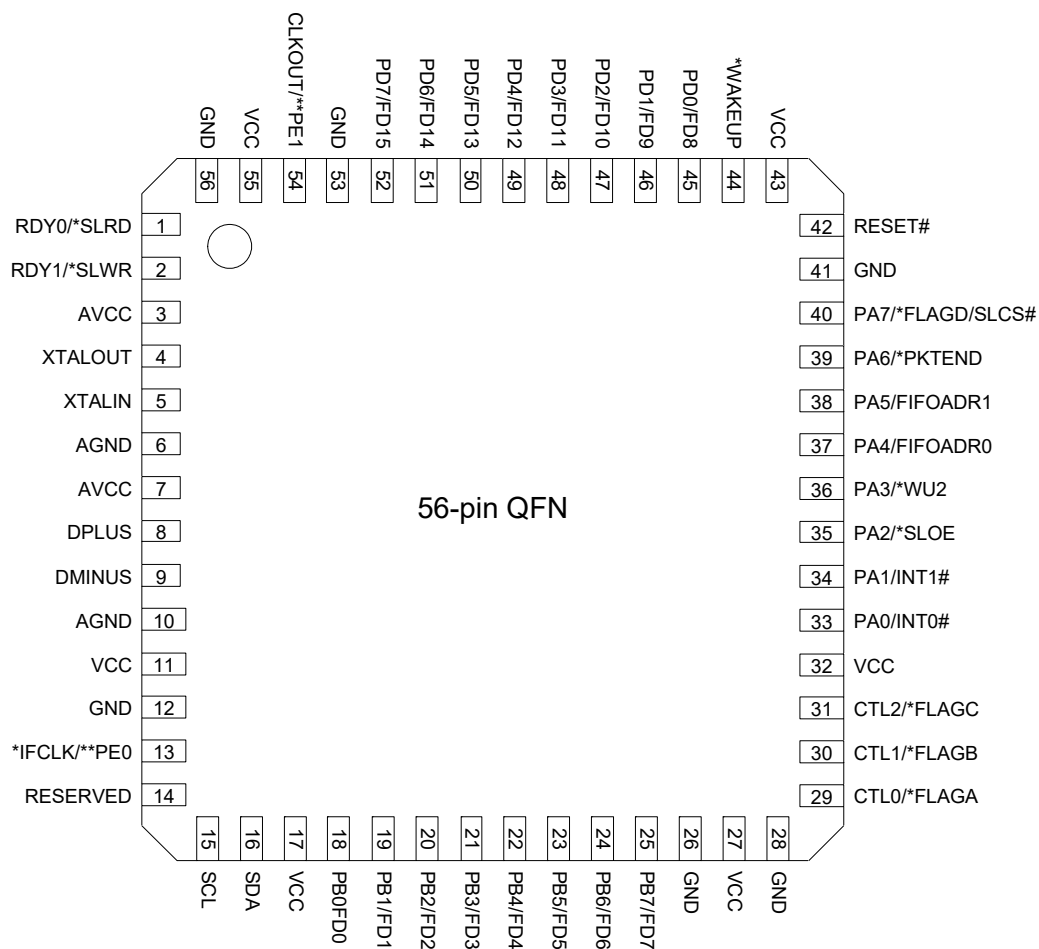 GND
VCC
CLKOUT/**PE1
GND
PD7/FD15
PD6/FD14
PD5/FD13
PD4/FD12
PD3/FD11
PD2/FD10
PD1/FD9
PD0/FD8
*WAKEUP
VCC
56
55
54
53
52
51
50
49
48
47
46
45
44
43
RDY0/*SLRD 1
RDY1/*SLWR 2
AVCC 3
XTALOUT 4
XTALIN 5
AGND 6
AVCC 7
DPLUS 8
DMINUS 9
AGND 10
VCC 11
GND 12
*IFCLK/**PE0 13
RESERVED 14
56-pin QFN
42 RESET#
41 GND
40 PA7/*FLAGD/SLCS#
39 PA6/*PKTEND
38 PA5/FIFOADR1
37 PA4/FIFOADR0
36 PA3/*WU2
35 PA2/*SLOE
34 PA1/INT1#
33 PA0/INT0#
32 VCC
31 CTL2/*FLAGC
30 CTL1/*FLAGB
29 CTL0/*FLAGA
15
16
17
18
19
20
21
22
23
24
25
26
27
28
SCL
SDA
VCC
PB0FD0
PB1/FD1
PB2/FD2
PB3/FD3
PB4/FD4
PB5/FD5
PB6/FD6
PB7/FD7
GND
VCC
GND